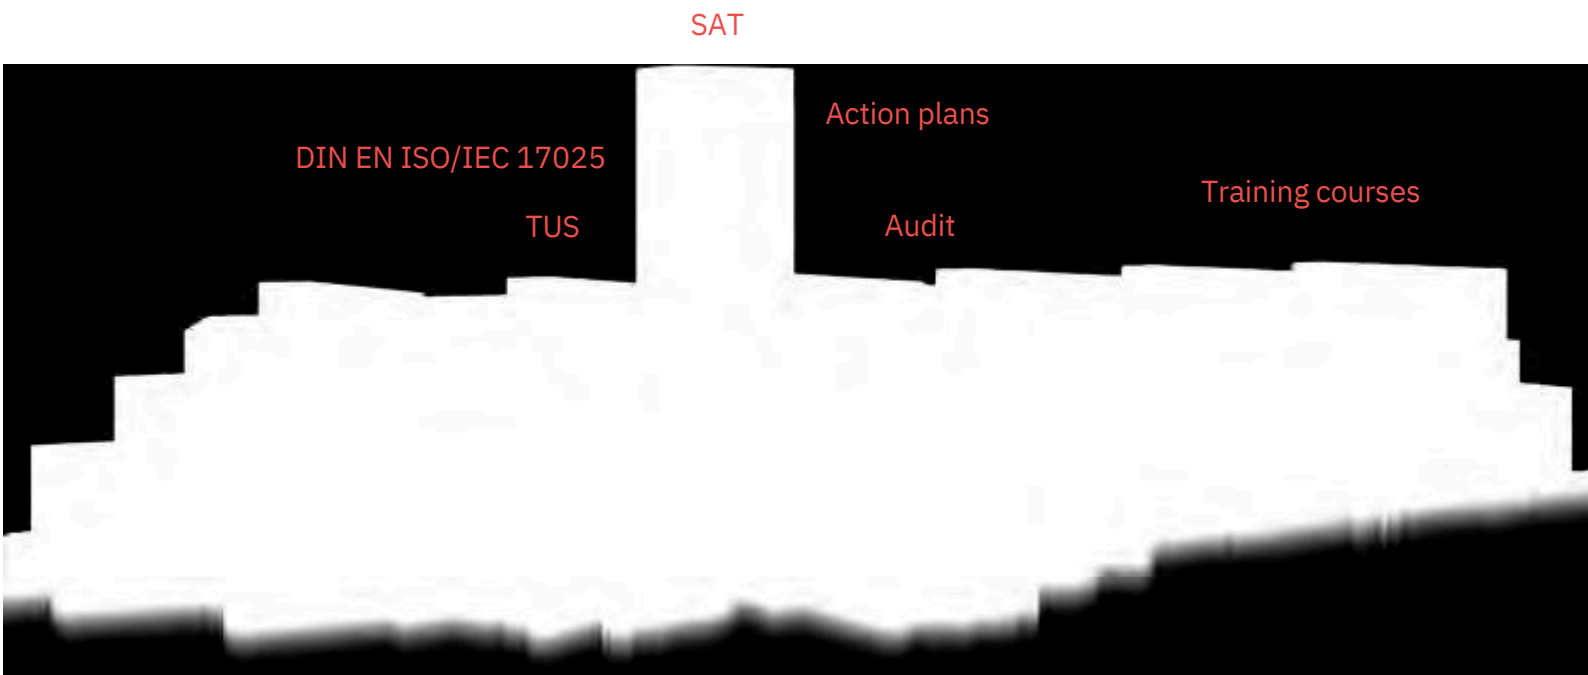 SAT
Action plans
DIN EN ISO/IEC 17025
Training courses
TUS
Audit